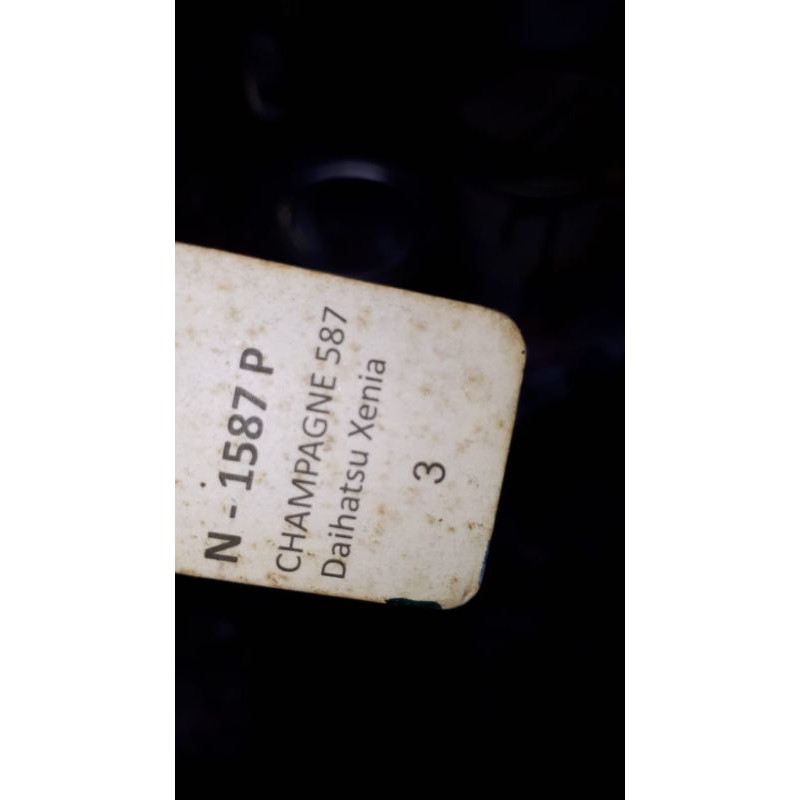 N - 1587 P
CHAMPAGNE 587
Daihatsu Xenia
3